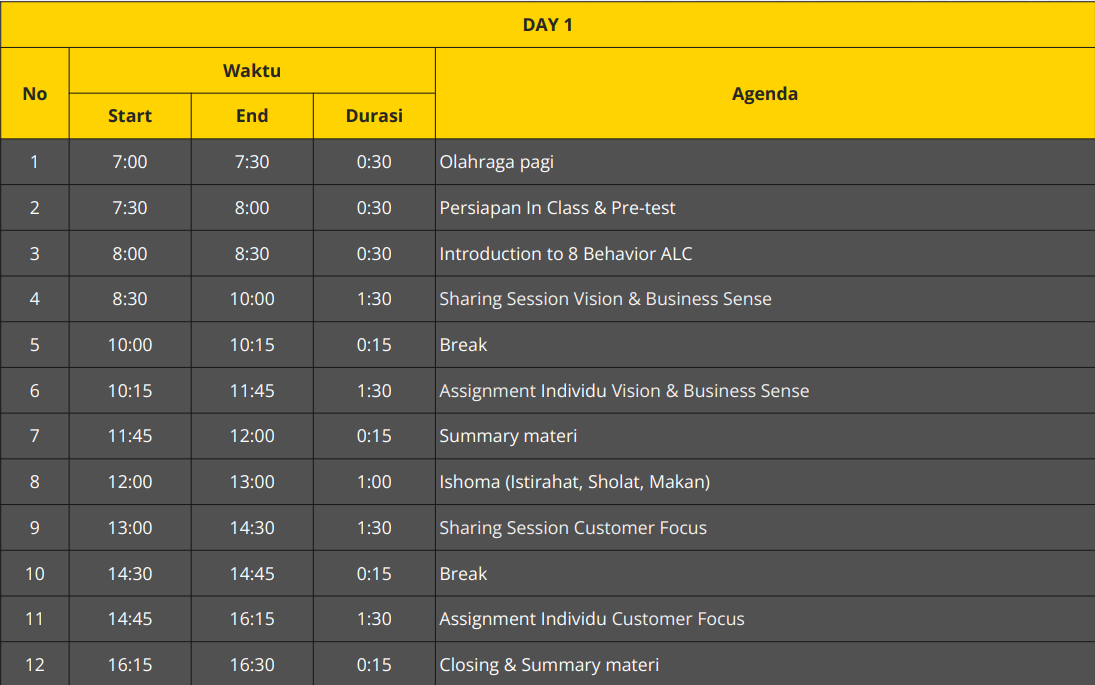 DAY 1
No Waktu Agenda
Start End Durasi
1 7:00 7:30 0:30 Olahraga pagi
2 7:30 8:00 0:30 Persiapan In Class & Pre-test
3 8:00 8:30 0:30 Introduction to 8 Behavior ALC
4 8:30 10:00 1:30 Sharing Session Vision & Business Sense
5 10:00 10:15 0:15 Break
6 10:15 11:45 1:30 Assignment Individu Vision & Business Sense
7 11:45 12:00 0:15 Summary materi
8 12:00 13:00 1:00 Ishoma (Istirahat, Sholat, Makan)
9 13:00 14:30 1:30 Sharing Session Customer Focus
10 14:30 14:45 0:15 Break
11 14:45 16:15 1:30 Assignment Individu Customer Focus
12 16:15 16:30 0:15 Closing & Summary materi